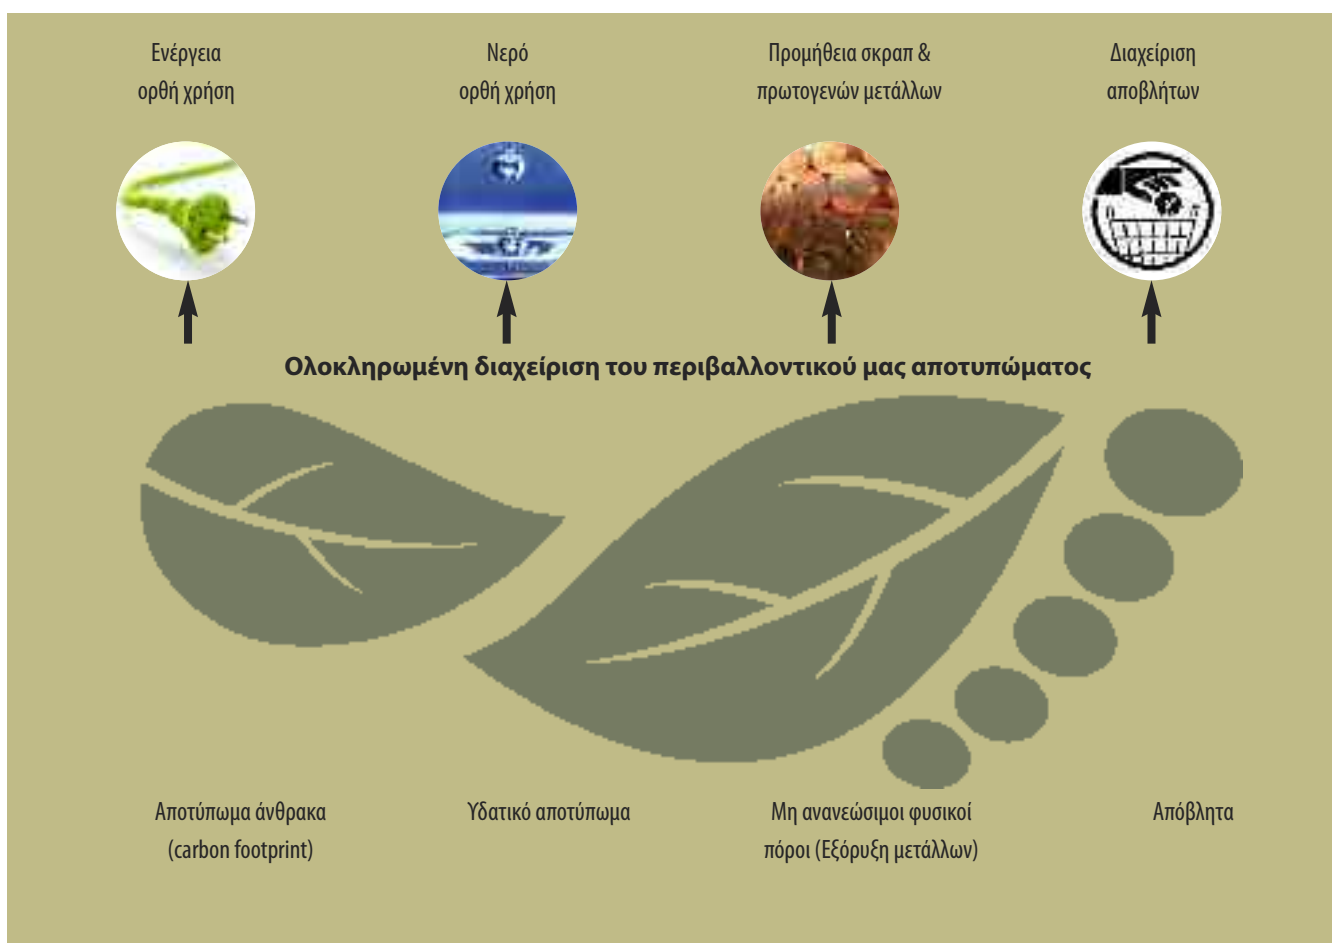 Ενέργεια
ορθή χρήση
Νερό
ορθή χρήση
Προμήθεια σκραπ &
πρωτογενών μετάλλων
Διαχείριση
αποβλήτων
Ολοκληρωμένη διαχείριση του περιβαλλοντικού μας αποτυπώματος
Αποτύπωμα άνθρακα
(carbon footprint)
Υδατικό αποτύπωμα
Μη ανανεώσιμοι φυσικοί
πόροι (Εξόρυξη μετάλλων)
Απόβλητα